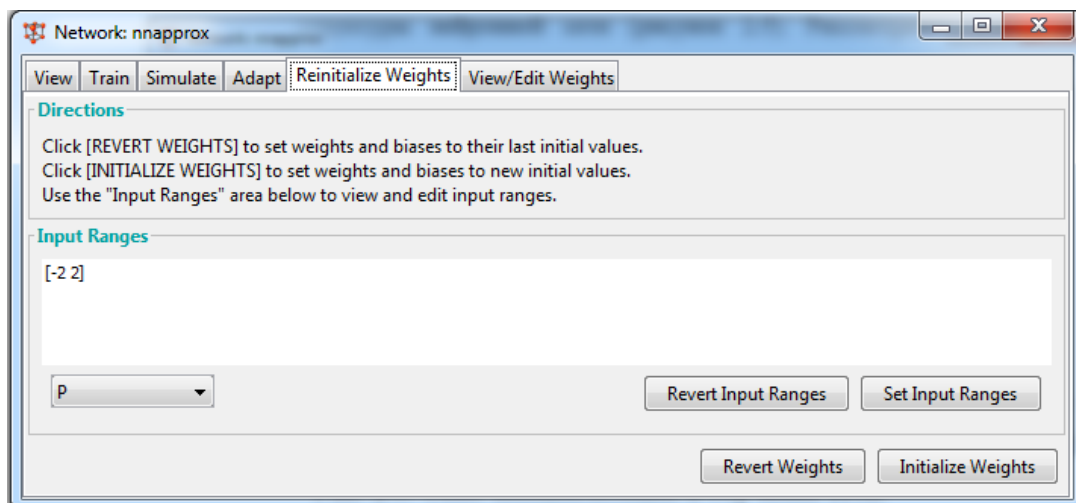 Network: nnapprox
View Train Simulate Adapt Reinitialize Weights View/Edit Weights
Directions
Click [REVERT WEIGHTS] to set weights and biases to their last initial values.
Click [INITIALIZE WEIGHTS] to set weights and biases to new initial values.
Use the "Input Ranges" area below to view and edit input ranges.
Input Ranges
[-2 2]
P
Revert Input Ranges Set Input Ranges
Revert Weights Initialize Weights